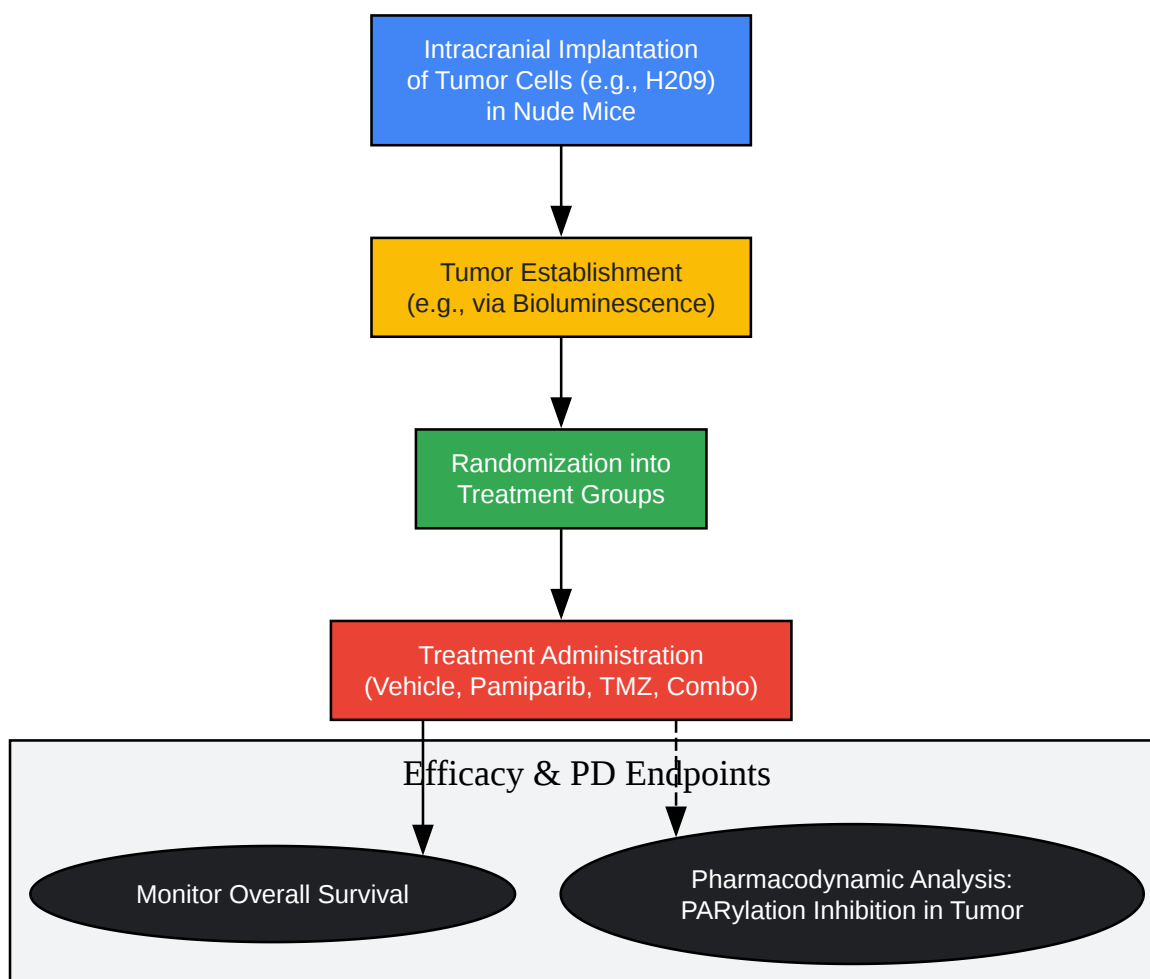 Intracranial Implantation
of Tumor Cells (e.g., H209)
in Nude Mice
Tumor Establishment
(e.g., via Bioluminescence)
Randomization into
Treatment Groups
Treatment Administration
(Vehicle, Pamiparib, TMZ, Combo)
Efficacy & PD Endpoints
Monitor Overall Survival
Pharmacodynamic Analysis:
PARylation Inhibition in Tumor